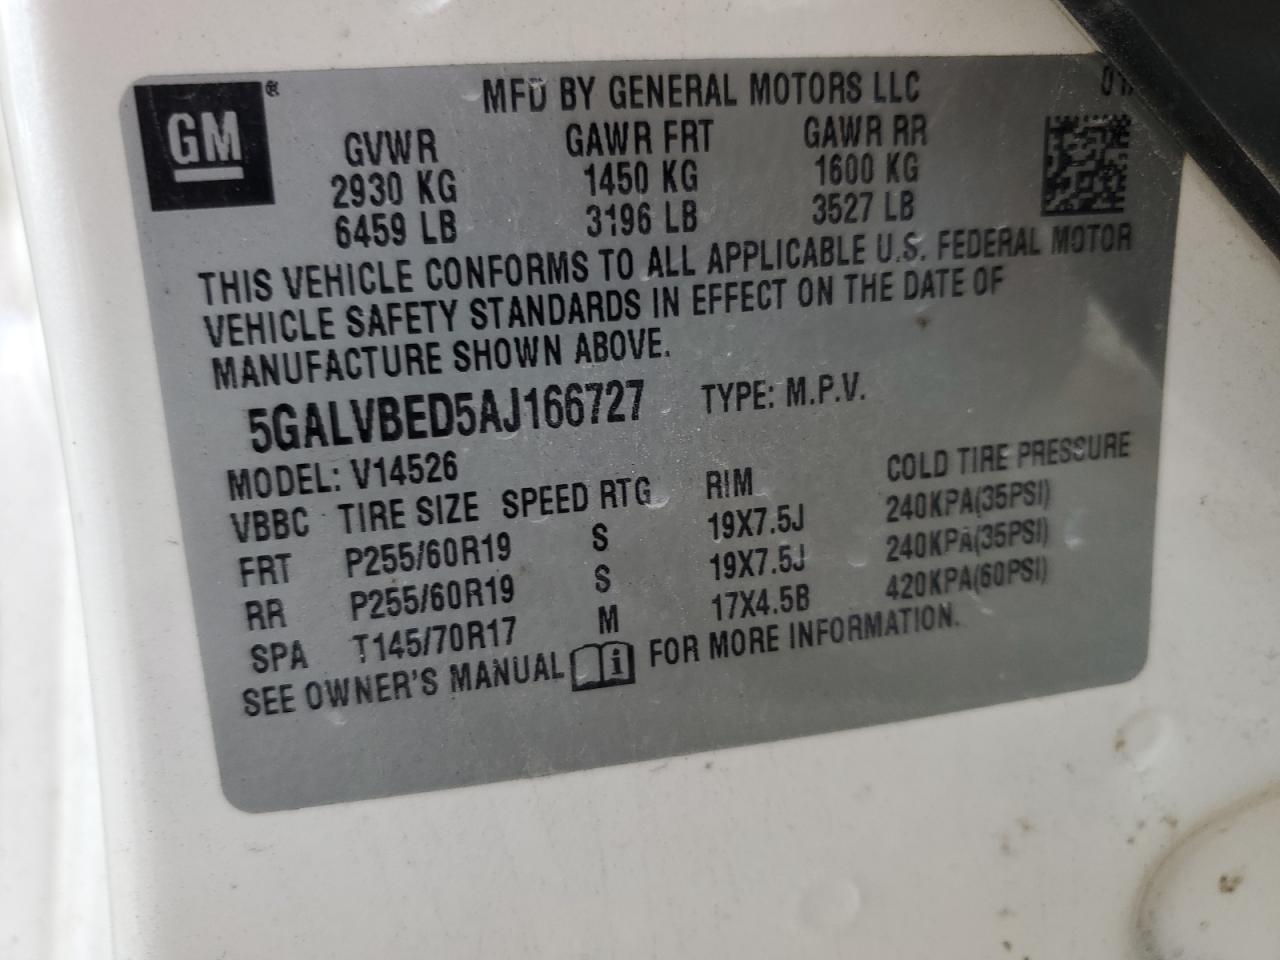 GM ®
MFD BY GENERAL MOTORS LLC
GVWR GAWR FRT GAWR RR
2930 KG 1450 KG 1600 KG
6459 LB 3196 LB 3527 LB
THIS VEHICLE CONFORMS TO ALL APPLICABLE U.S. FEDERAL MOTOR
VEHICLE SAFETY STANDARDS IN EFFECT ON THE DATE OF
MANUFACTURE SHOWN ABOVE.
5GALVBED5AJ166727 TYPE: M.P.V.
MODEL: V14526
VBBC TIRE SIZE SPEED RTG RIM COLD TIRE PRESSURE
FRT P255/60R19 S 19X7.5J 240KPA(35PSI)
RR P255/60R19 S 19X7.5J 240KPA(35PSI)
SPA T145/70R17 M 17X4.5B 420KPA(60PSI)
SEE OWNER'S MANUAL i FOR MORE INFORMATION.